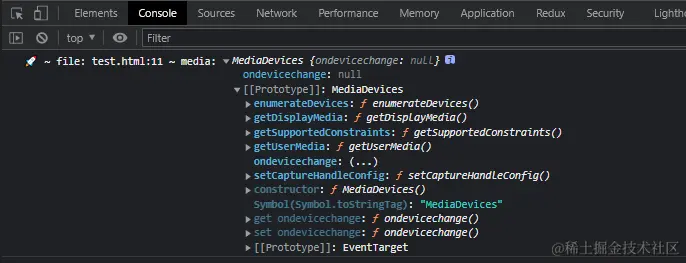 Elements Console Sources Network Performance Memory Application Redux Security Lighth
top Filter
🚀 ~ file: test.html:11 ~ media: MediaDevices {ondevicechange: null} i
ondevicechange: null
[[Prototype]]: MediaDevices
enumerateDevices: ƒ enumerateDevices()
getDisplayMedia: ƒ getDisplayMedia()
getSupportedConstraints: ƒ getSupportedConstraints()
getUserMedia: ƒ getUserMedia()
ondevicechange: (...)
setCaptureHandleConfig: ƒ setCaptureHandleConfig()
constructor: ƒ MediaDevices()
Symbol(Symbol.toStringTag): "MediaDevices"
get ondevicechange: ƒ ondevicechange()
set ondevicechange: ƒ ondevicechange()
[[Prototype]]: EventTarget
@稀土掘金技术社区